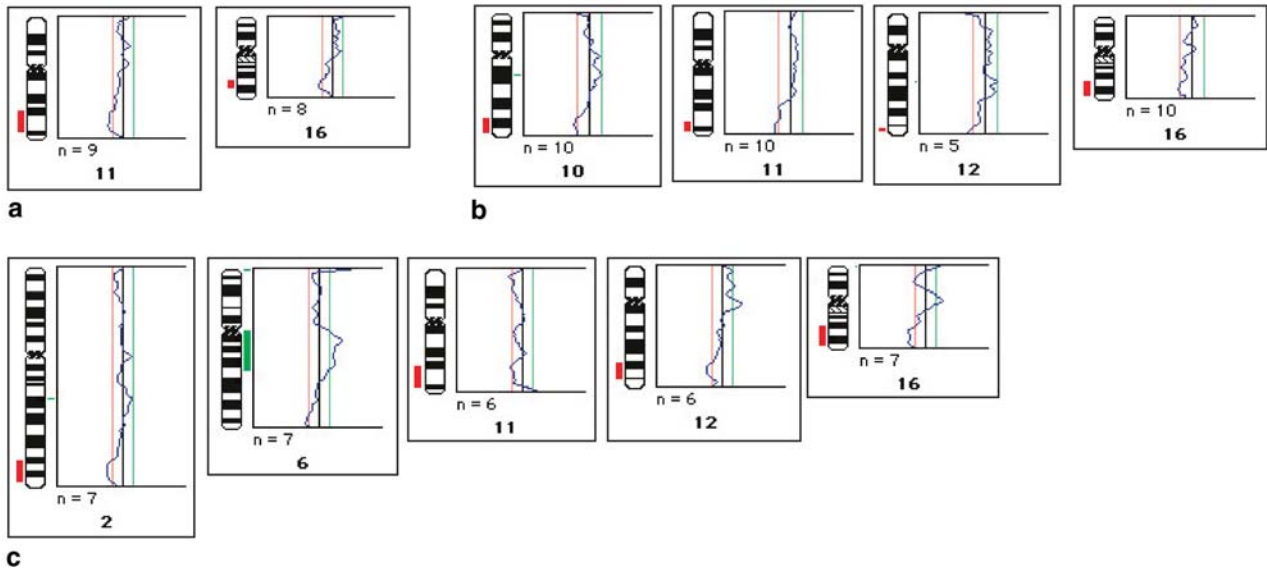 n = 9
11
n = 8
16
a
n = 10
10
n = 10
11
n = 5
12
n = 10
16
b
n = 7
2
n = 7
6
n = 6
11
n = 6
12
n = 7
16
c